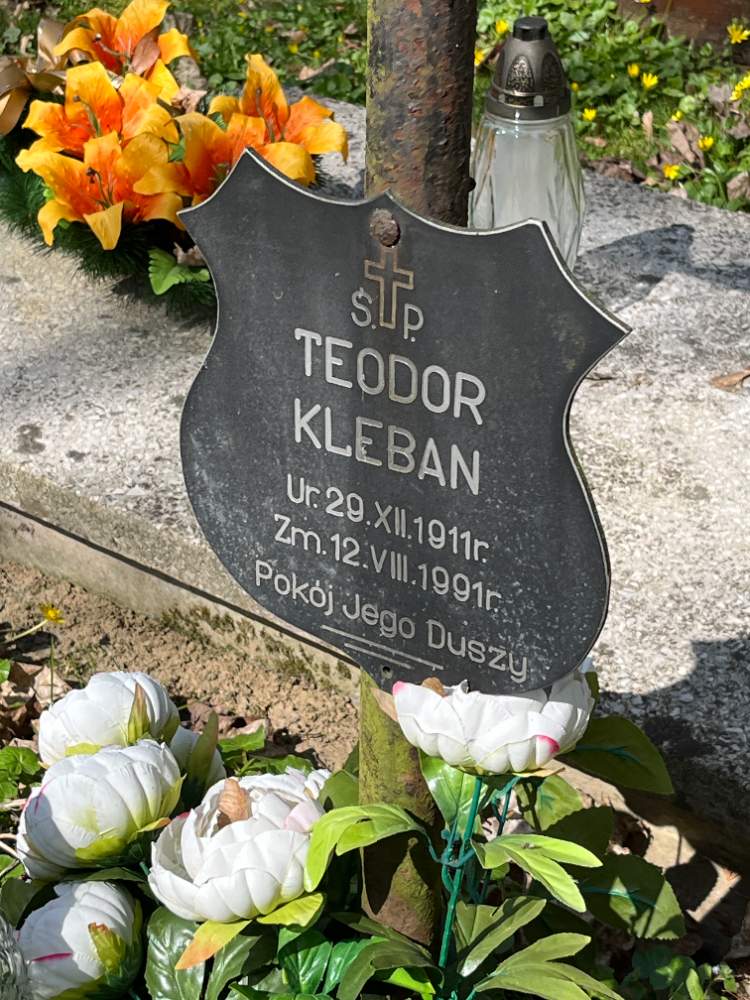 Ś. P.
TEODOR
KLEBAN
Ur. 29.XII.1911r.
Zm. 12.VIII.1991r.
Pokój Jego Duszy